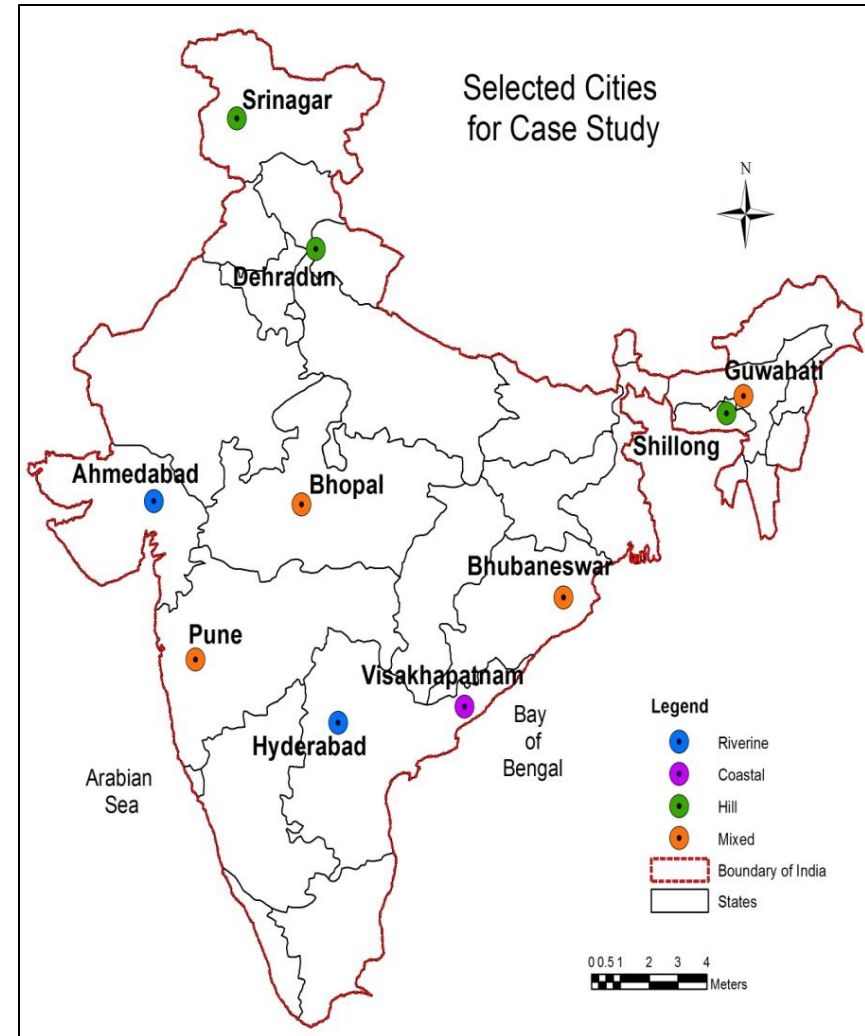 Selected Cities
for Case Study
Srinagar
N
Dehradun
Guwahati
Shillong
Ahmedabad
Bhopal
Bhubaneswar
Pune
Visakhapatnam
Hyderabad
Bay
of
Bengal
Arabian
Sea
Legend
Riverine
Coastal
Hill
Mixed
Boundary of India
States
0 0.5 1 2 3 4
Meters